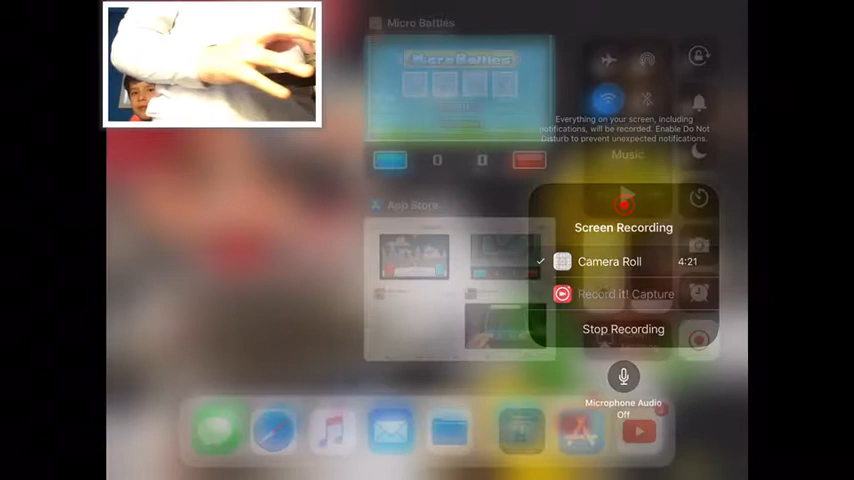 Micro Battles
Micro Battles
0 0
App Store
Everything on your screen, including
notifications, will be recorded. Enable Do Not
Disturb to prevent unexpected notifications.
Music
Screen Recording
Camera Roll 4:21
Record it! Capture
Stop Recording
Microphone Audio
Off